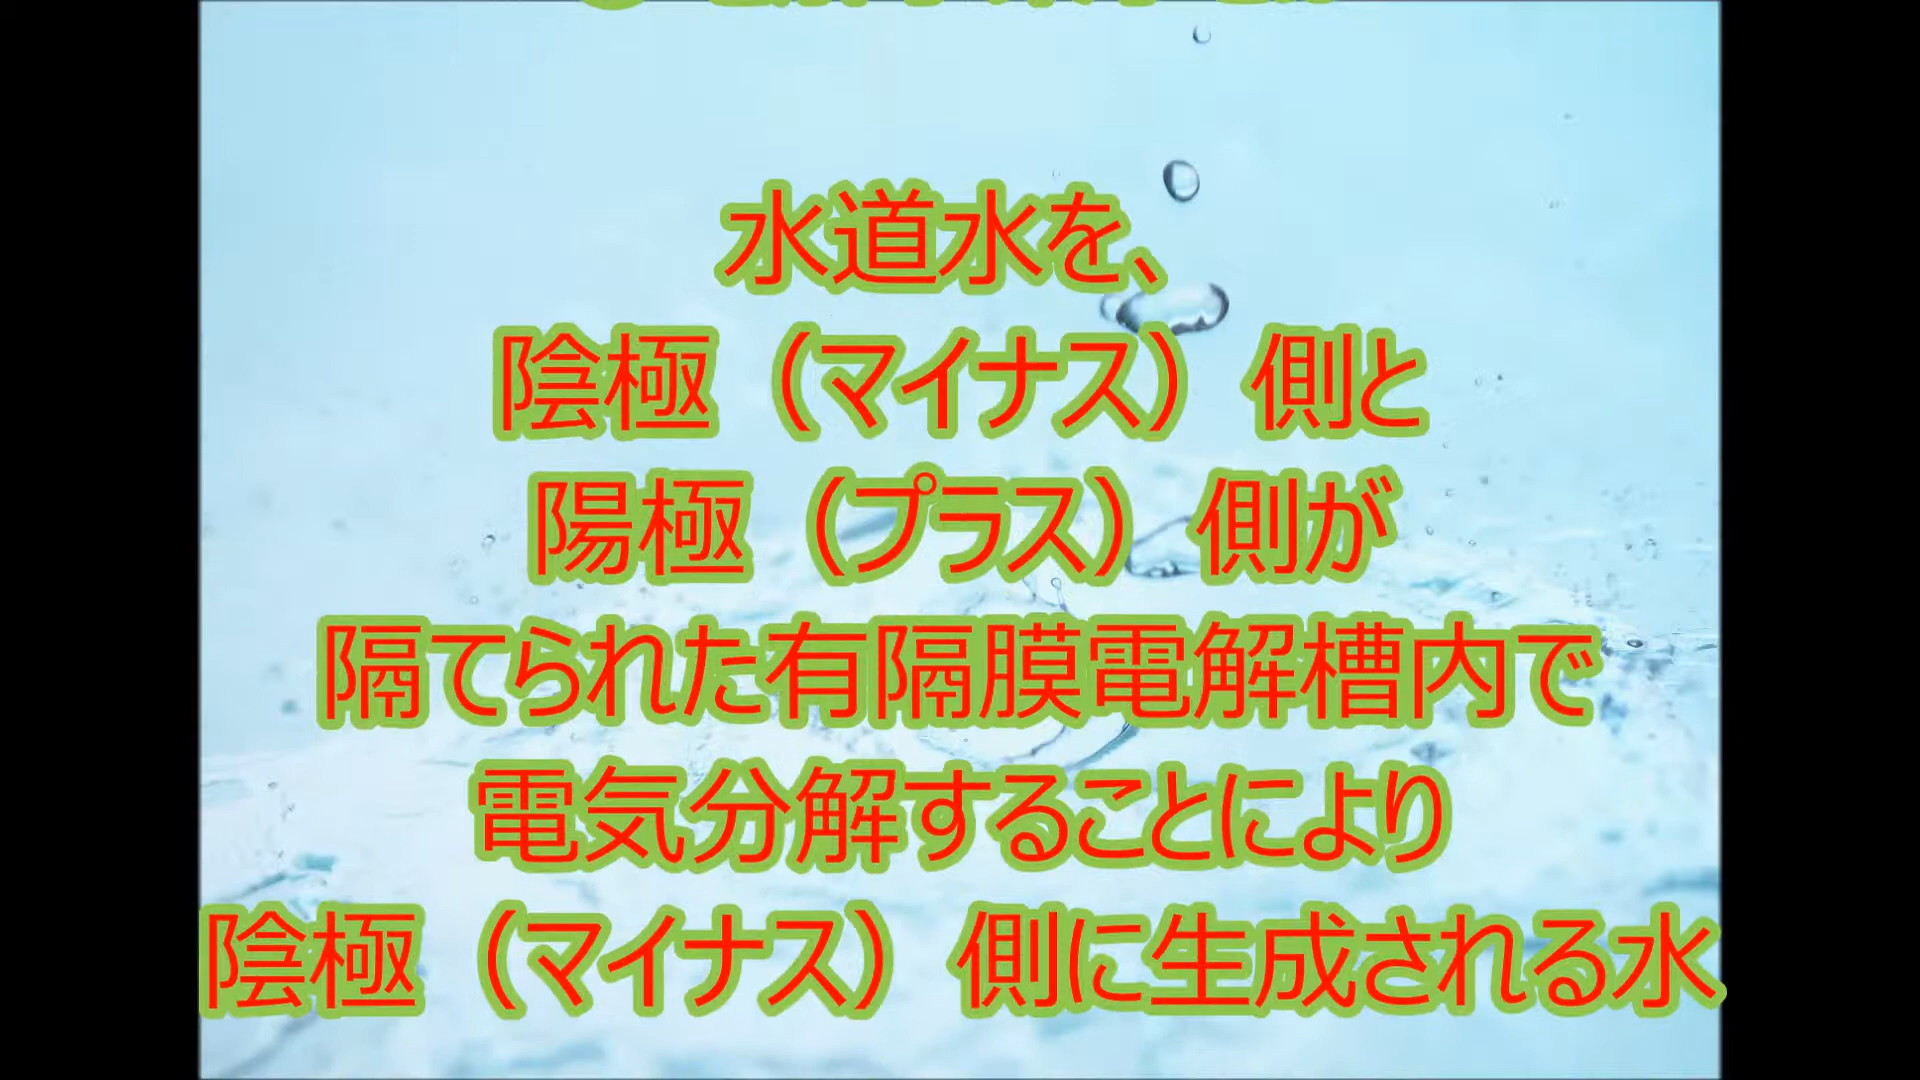 水道水を、
陰極（マイナス）側と
陽極（プラス）側が
隔てられた有隔膜電解槽内で
電気分解することにより
陰極（マイナス）側に生成される水